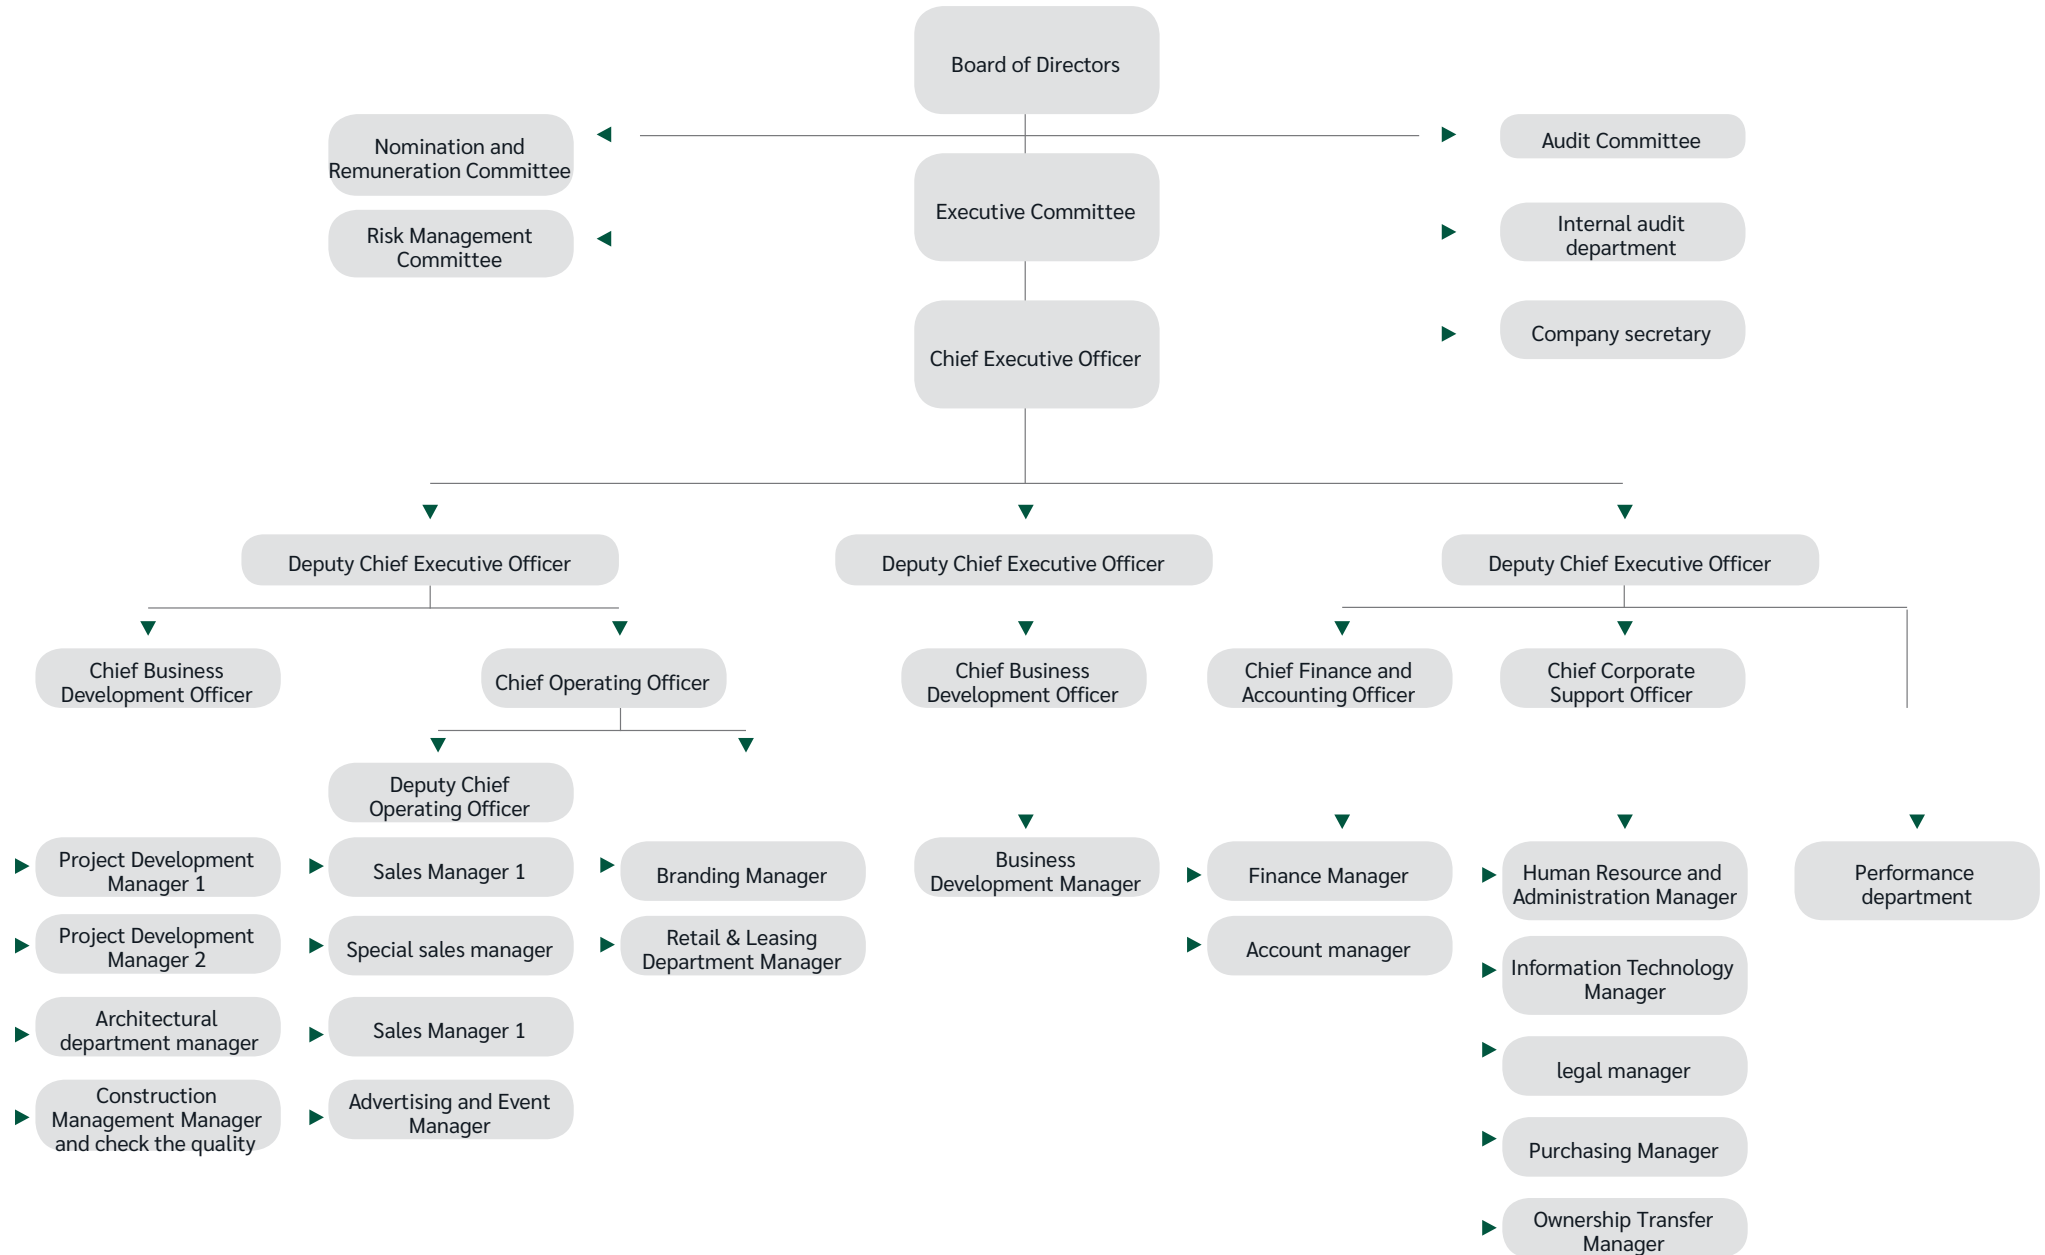 Board of Directors
Nomination and
Remuneration Committee
Audit Committee
Executive Committee
Risk Management
Committee
Internal audit
department
Chief Executive Officer
Company secretary
Deputy Chief Executive Officer
Deputy Chief Executive Officer
Deputy Chief Executive Officer
Chief Business
Development Officer
Chief Operating Officer
Chief Business
Development Officer
Chief Finance and
Accounting Officer
Chief Corporate
Support Officer
Deputy Chief
Operating Officer
Project Development
Manager 1
Sales Manager 1
Branding Manager
Business
Development Manager
Finance Manager
Human Resource and
Administration Manager
Performance
department
Project Development
Manager 2
Special sales manager
Retail & Leasing
Department Manager
Account manager
Information Technology
Manager
Architectural
department manager
Sales Manager 1
legal manager
Construction
Management Manager
and check the quality
Advertising and Event
Manager
Purchasing Manager
Ownership Transfer
Manager